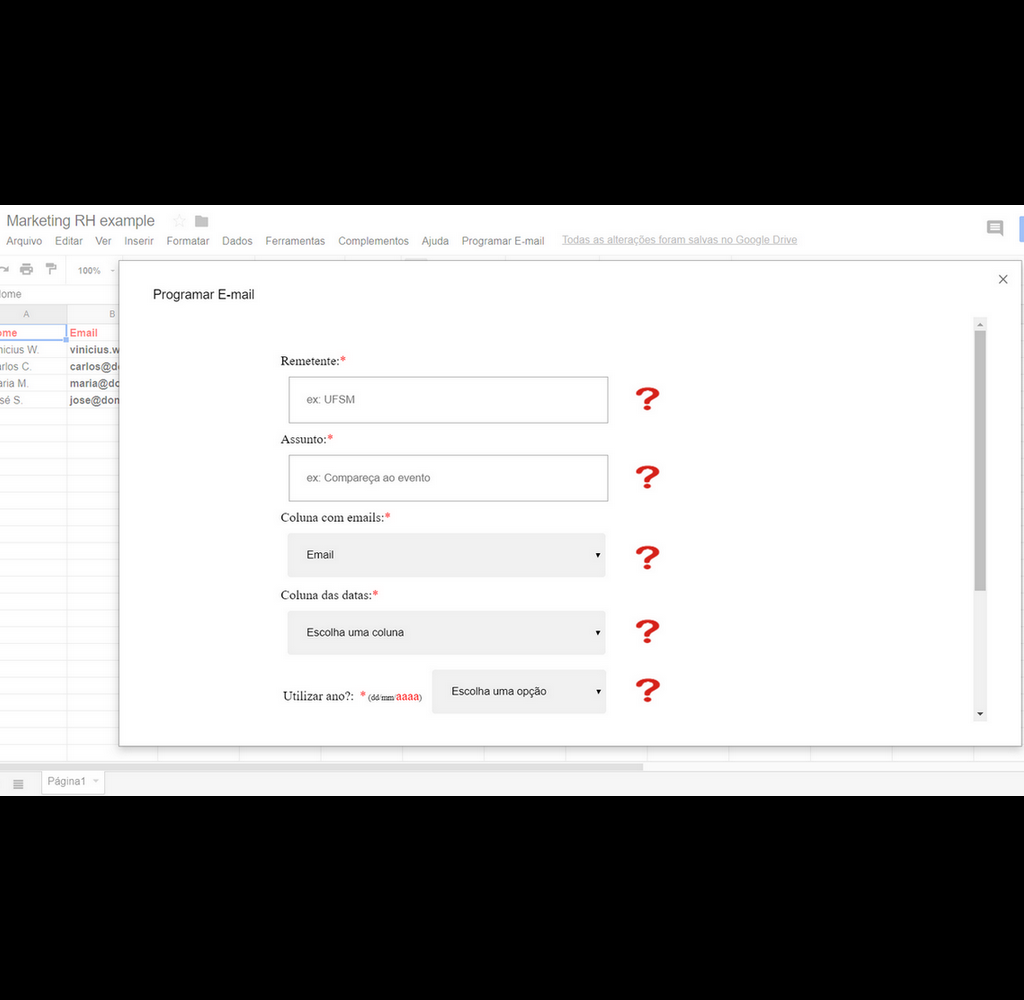 Marketing RH example
Arquivo Editar Ver Inserir Formatar Dados Ferramentas Complementos Ajuda Programar E-mail Todas as alterações foram salvas no Google Drive
100%
ome
A B
ome Email
nicius W. vinicius.w
rlos C. carlos@d
ria M. maria@do
sé S. jose@don
Programar E-mail
Remetente:*
ex: UFSM
?
Assunto:*
ex: Compareça ao evento
?
Coluna com emails:*
Email
?
Coluna das datas:*
Escolha uma coluna
?
Utilizar ano?: * (dd/mm/aaaa) Escolha uma opção
?
Página1